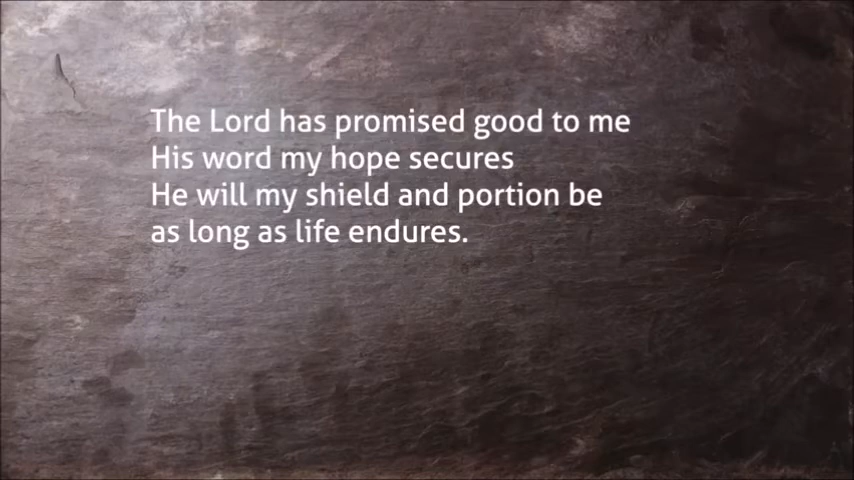 The Lord has promised good to me
His word my hope secures
He will my shield and portion be
as long as life endures.